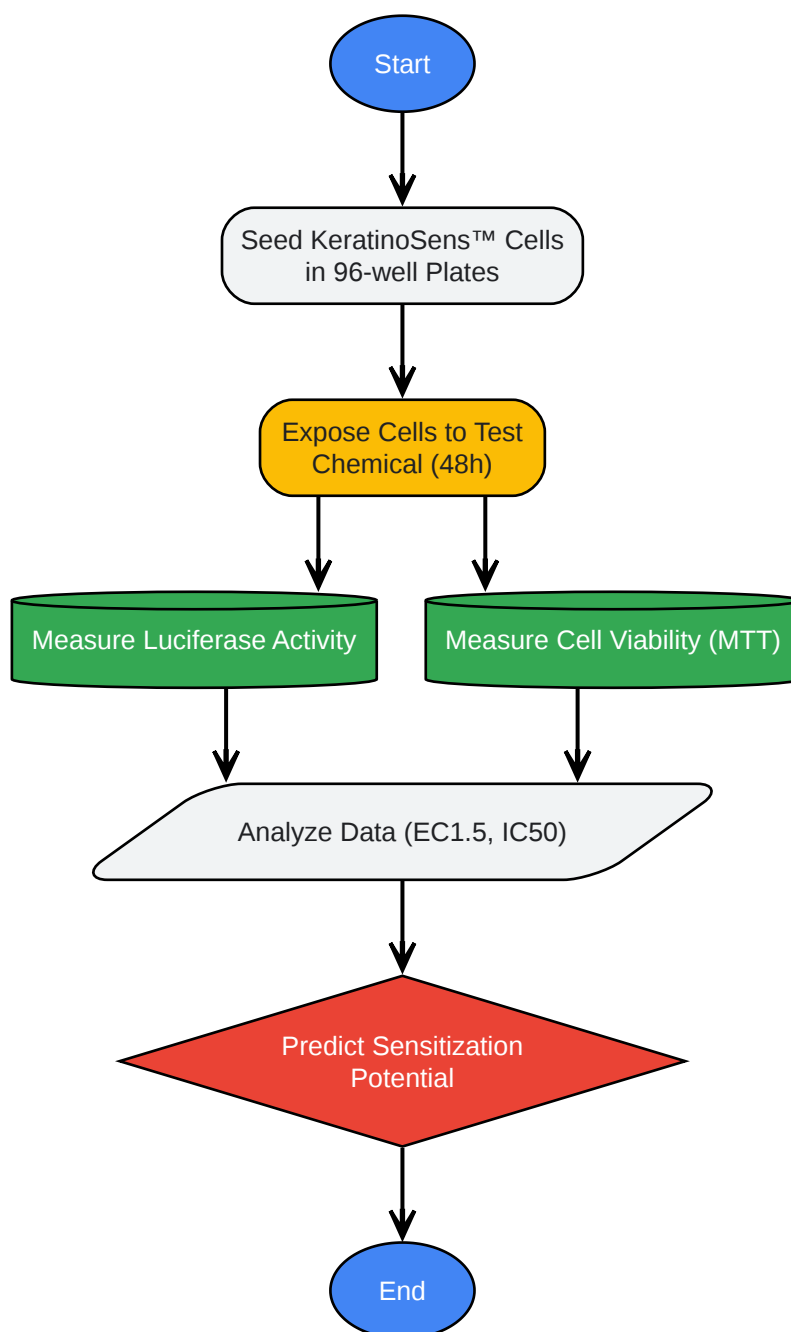 Start
Seed KeratinoSens™ Cells
in 96-well Plates
Expose Cells to Test
Chemical (48h)
Measure Luciferase Activity
Measure Cell Viability (MTT)
Analyze Data (EC1.5, IC50)
Predict Sensitization
Potential
End